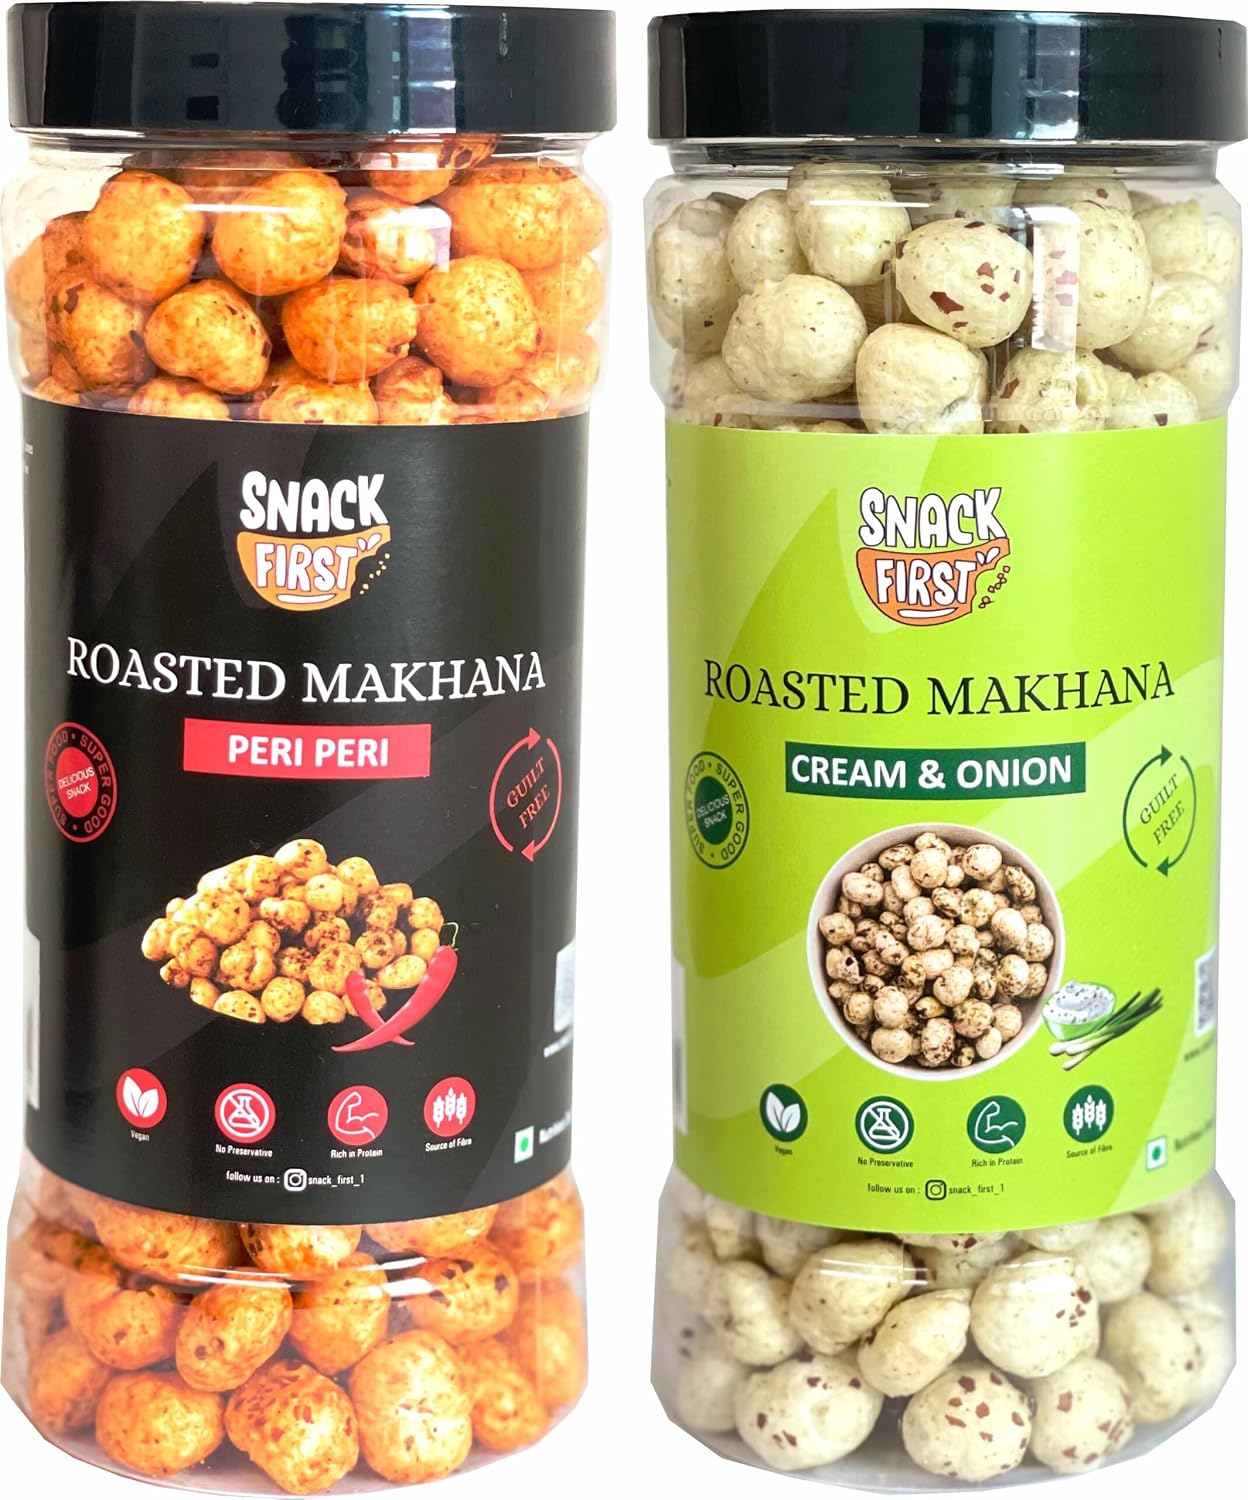 SNACK
FIRST
ROASTED MAKHANA
PERI PERI
SUPER FOOD • SUPER GOOD •
DELICIOUS
SNACK
GUILT
FREE
Vegan
No Preservative
Rich in Protein
Source of Fibre
follow us on : snack_first_1
SNACK
FIRST
ROASTED MAKHANA
CREAM & ONION
SUPER FOOD • SUPER GOOD •
DELICIOUS
SNACK
GUILT
FREE
Vegan
No Preservative
Rich in Protein
Source of Fibre
follow us on : snack_first_1